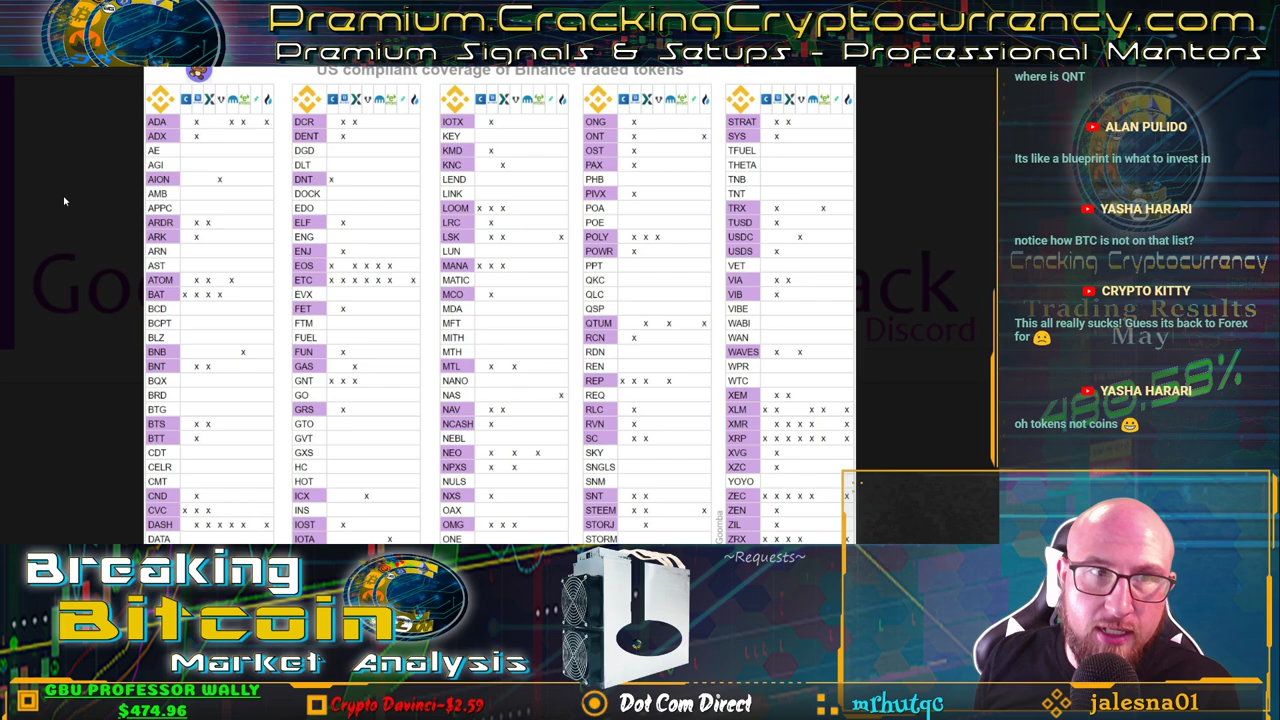 Premium.CrackingCryptocurrency.com
Premium Signals & Setups - Professional Mentors
US compliant coverage of Binance traded tokens
ADA x x x x
ADX x
AE
AGI
AION x
AMB
APPC
ARDR x x
ARK x
ARN
AST
ATOM x x x x
BAT x x x x
BCD
BCPT
BLZ
BNB x
BNT x x
BQX
BRD
BTG
BTS x x
BTT x
CDT
CELR
CMT
CND x
CVC x x x
DASH x x x x x x
DATA
DCR x x
DENT x
DGD
DLT
DNT x
DOCK
EDO
ELF x
ENG
ENJ x
EOS x x x x x
ETC x x x x x x x
EVX
FET x
FTM
FUEL
FUN x
GAS x
GNT x x x
GO
GRS x
GTO
GVT
GXS
HC
HOT
ICX x
INS
IOST x
IOTA x
IOTX x
KEY
KMD x
KNC x
LEND
LINK
LOOM x x x
LRC x
LSK x x x
LUN
MANA x x x
MATIC
MCO x
MDA
MFT
MITH
MTH
MTL x x
NANO
NAS x
NAV x x
NCASH x
NEBL
NEO x x x
NPXS x x
NULS
NXS x
OAX
OMG x x x
ONE
ONG x
ONT x x
OST x
PAX x
PHB
PIVX x
POA
POE
POLY x x x
POWR x
PPT
QKC
QLC
QSP
QTUM x x x
RCN x
RDN
REN
REP x x x x
REQ
RLC x
RVN x
SC x x
SKY
SNGLS
SNM
SNT x x
STEEM x x
STORJ x
STORM
Goomba
STRAT x x
SYS x
TFUEL
THETA
TNB
TNT
TRX x x
TUSD x
USDC x
USDS x
VET
VIA x x
VIB x
VIBE
WABI
WAN
WAVES x x
WPR
WTC
XEM x x
XLM x x x x x
XMR x x x x x
XRP x x x x x x x
XVG x
XZC x
YOYO
ZEC x x x x x x
ZEN x
ZIL x
ZRX x x x x x
where is QNT
ALAN PULIDO
Its like a blueprint in what to invest in
YASHA HARARI
notice how BTC is not on that list?
Cracking Cryptocurrency
CRYPTO KITTY
Trading Results
This all really sucks! Guess its back to Forex
for
May
YASHA HARARI
480.58%
oh tokens not coins
Go
ck
Discord
Breaking
Bitcoin
Market Analysis
~Requests~
GBU PROFESSOR WALLY
$474.96
Crypto Davinci-$2.59
Dot Com Direct
mrhutqc
jalesna01